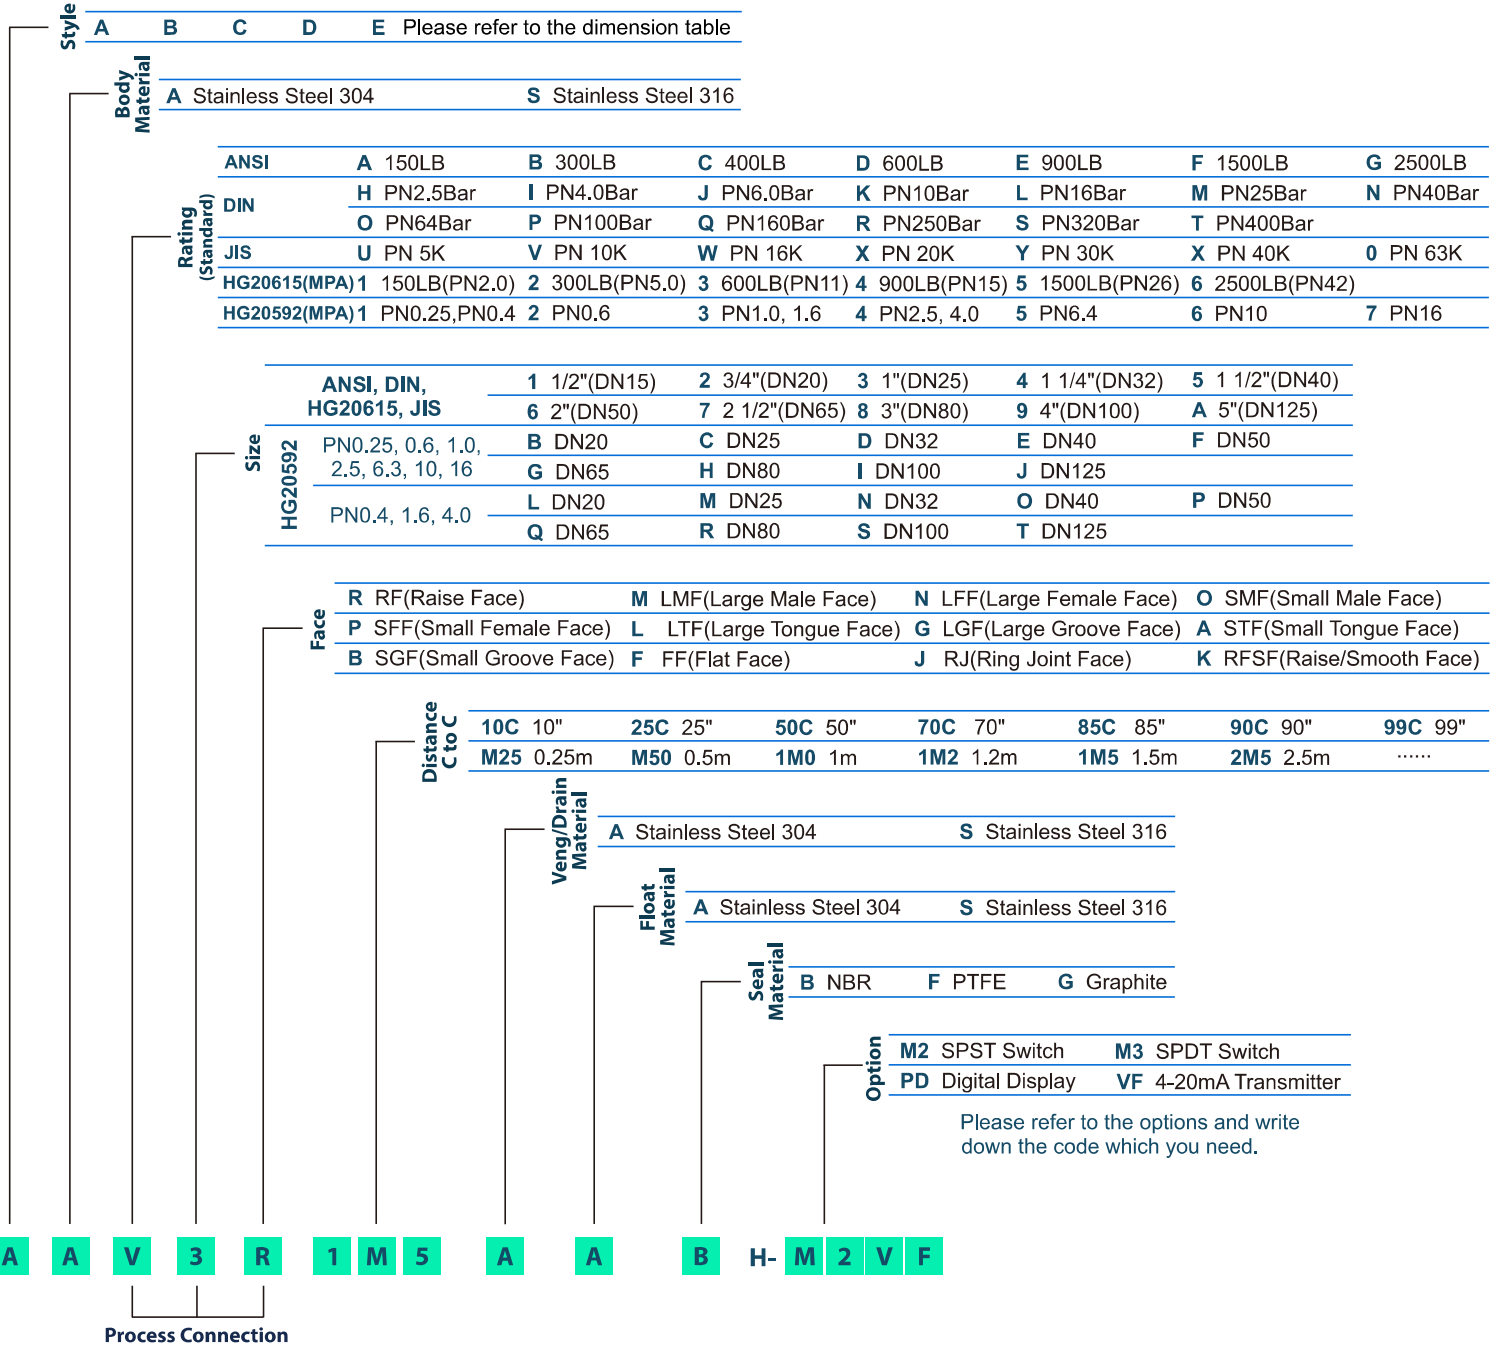 Style
A B C D E Please refer to the dimension table
Body
Material
A Stainless Steel 304 S Stainless Steel 316
Rating
(Standard)
ANSI A 150LB B 300LB C 400LB D 600LB E 900LB F 1500LB G 2500LB
DIN
H PN2.5Bar I PN4.0Bar J PN6.0Bar K PN10Bar L PN16Bar M PN25Bar N PN40Bar
O PN64Bar P PN100Bar Q PN160Bar R PN250Bar S PN320Bar T PN400Bar
JIS U PN 5K V PN 10K W PN 16K X PN 20K Y PN 30K X PN 40K 0 PN 63K
HG20615(MPA) 1 150LB(PN2.0) 2 300LB(PN5.0) 3 600LB(PN11) 4 900LB(PN15) 5 1500LB(PN26) 6 2500LB(PN42)
HG20592(MPA) 1 PN0.25,PN0.4 2 PN0.6 3 PN1.0, 1.6 4 PN2.5, 4.0 5 PN6.4 6 PN10 7 PN16
Size
ANSI, DIN,
HG20615, JIS
1 1/2"(DN15) 2 3/4"(DN20) 3 1"(DN25) 4 1 1/4"(DN32) 5 1 1/2"(DN40)
6 2"(DN50) 7 2 1/2"(DN65) 8 3"(DN80) 9 4"(DN100) A 5"(DN125)
HG20592
PN0.25, 0.6, 1.0,
2.5, 6.3, 10, 16
B DN20 C DN25 D DN32 E DN40 F DN50
G DN65 H DN80 I DN100 J DN125
PN0.4, 1.6, 4.0
L DN20 M DN25 N DN32 O DN40 P DN50
Q DN65 R DN80 S DN100 T DN125
Face
R RF(Raise Face) M LMF(Large Male Face) N LFF(Large Female Face) O SMF(Small Male Face)
P SFF(Small Female Face) L LTF(Large Tongue Face) G LGF(Large Groove Face) A STF(Small Tongue Face)
B SGF(Small Groove Face) F FF(Flat Face) J RJ(Ring Joint Face) K RFSF(Raise/Smooth Face)
Distance
C to C
10C 10" 25C 25" 50C 50" 70C 70" 85C 85" 90C 90" 99C 99"
M25 0.25m M50 0.5m 1M0 1m 1M2 1.2m 1M5 1.5m 2M5 2.5m ······
Veng/Drain
Material
A Stainless Steel 304 S Stainless Steel 316
Float
Material
A Stainless Steel 304 S Stainless Steel 316
Seal
Material
B NBR F PTFE G Graphite
Option
M2 SPST Switch M3 SPDT Switch
PD Digital Display VF 4-20mA Transmitter
Please refer to the options and write
down the code which you need.
A A V 3 R 1 M 5 A A B H- M 2 V F
Process Connection